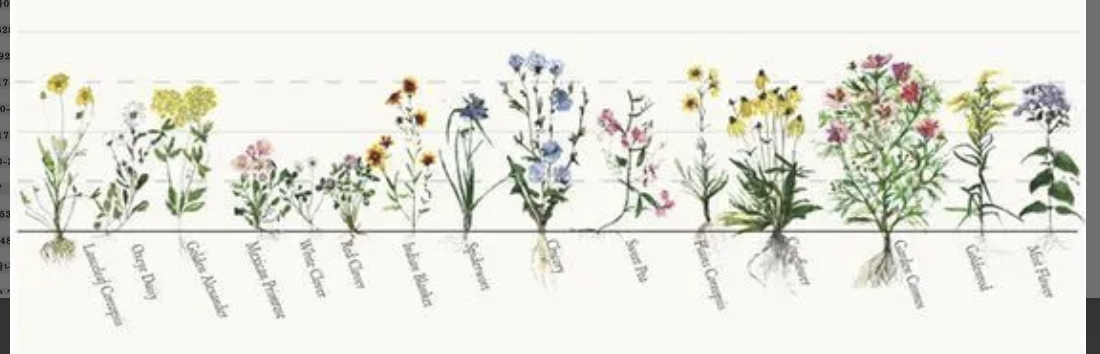 Lanceleaf Coreopsis
Oxeye Daisy
Golden Alexander
Mexican Primrose
White Clover
Red Clover
Indian Blanket
Spiderwort
Chicory
Sweet Pea
Plains Coreopsis
Garden Cosmos
Goldenrod
Mist Flower